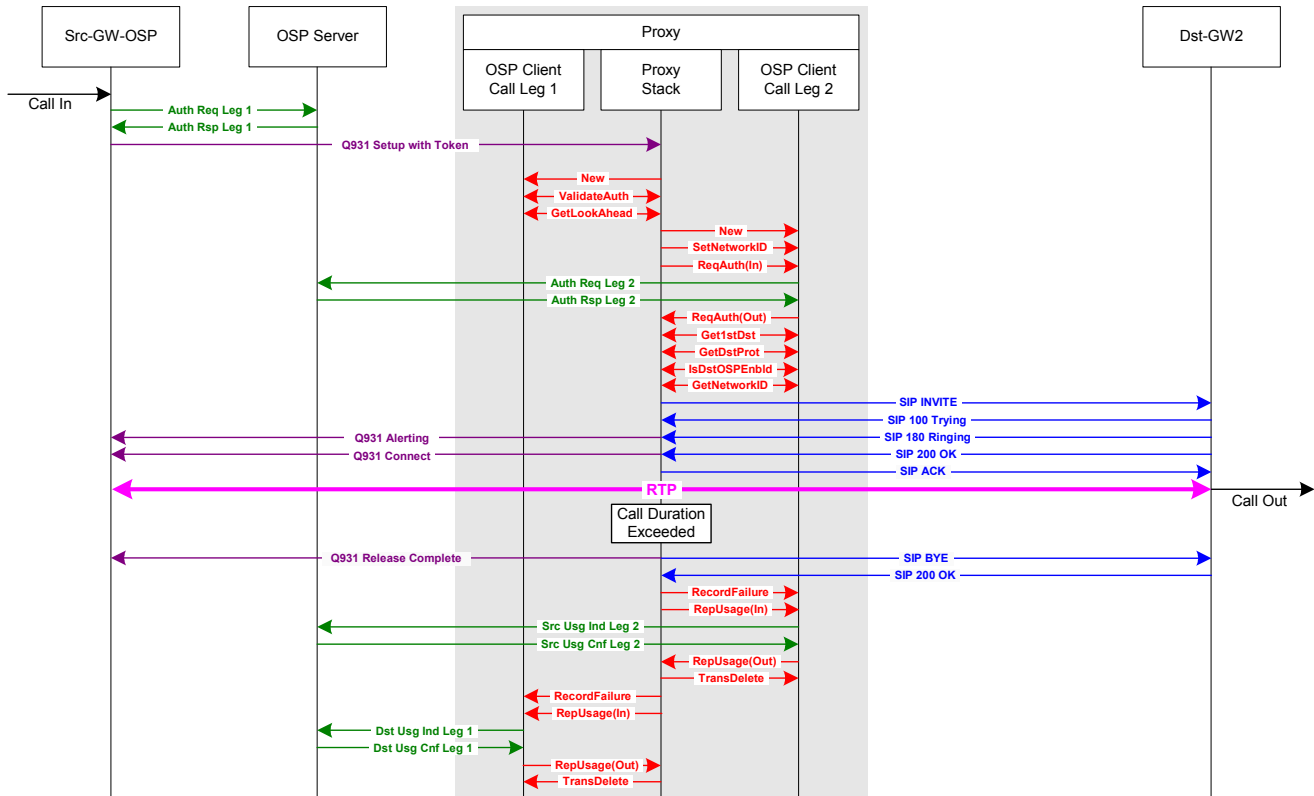 Src-GW-OSP
OSP Server
Proxy
Dst-GW2
OSP Client
Call Leg 1
Proxy
Stack
OSP Client
Call Leg 2
Call In
Auth Req Leg 1
Auth Rsp Leg 1
Q931 Setup with Token
New
ValidateAuth
GetLookAhead
New
SetNetworkID
ReqAuth(In)
Auth Req Leg 2
Auth Rsp Leg 2
ReqAuth(Out)
Get1stDst
GetDstProt
IsDstOSPEnbld
GetNetworkID
SIP INVITE
SIP 100 Trying
Q931 Alerting
SIP 180 Ringing
Q931 Connect
SIP 200 OK
SIP ACK
RTP
Call Out
Call Duration
Exceeded
Q931 Release Complete
SIP BYE
SIP 200 OK
RecordFailure
RepUsage(In)
Src Usg Ind Leg 2
Src Usg Cnf Leg 2
RepUsage(Out)
TransDelete
RecordFailure
RepUsage(In)
Dst Usg Ind Leg 1
Dst Usg Cnf Leg 1
RepUsage(Out)
TransDelete